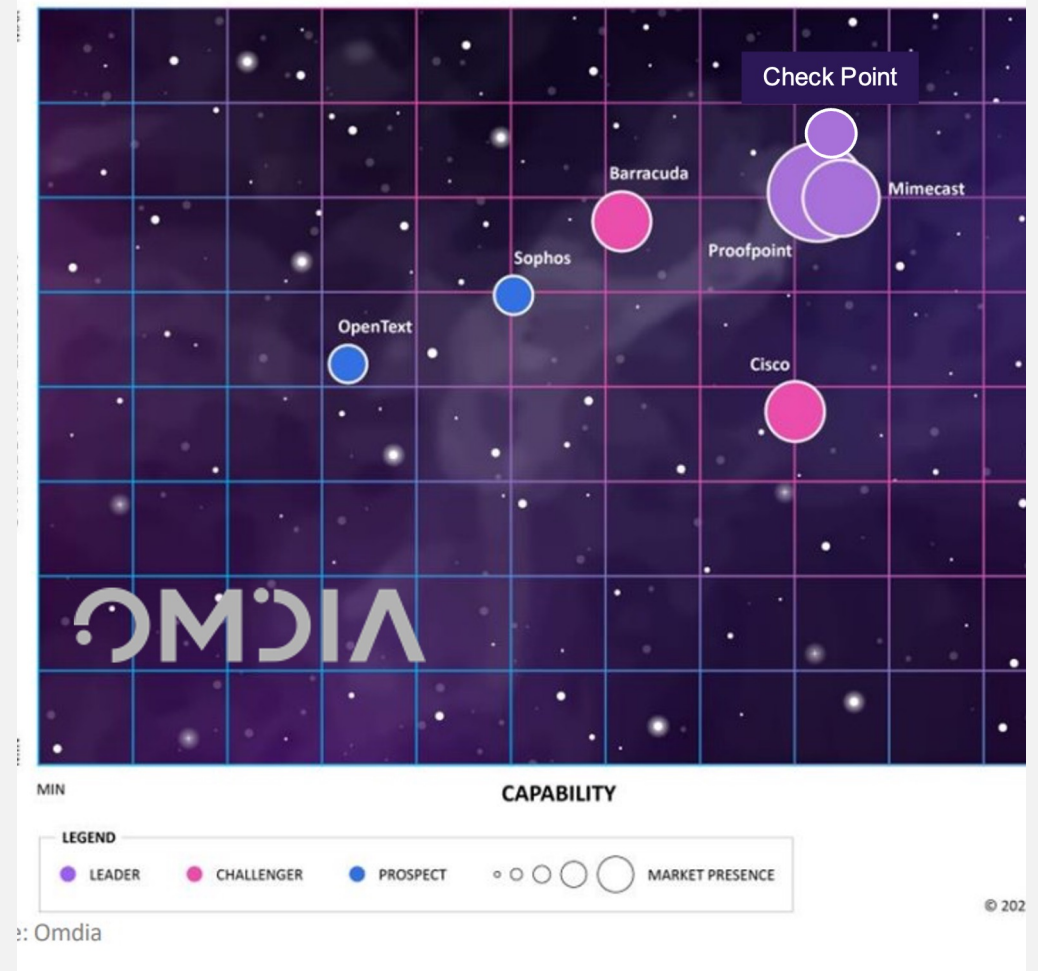 Check Point
Barracuda
Mimecast
Proofpoint
Sophos
OpenText
Cisco
OMDIA
MIN
CAPABILITY
LEGEND
LEADER
CHALLENGER
PROSPECT
MARKET PRESENCE
© 202
: Omdia